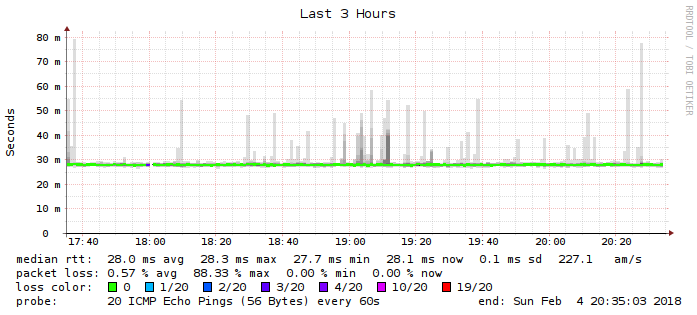 Last 3 Hours
RRDTOOL / TOBI OETIKER
Seconds
80 m
70 m
60 m
50 m
40 m
30 m
20 m
10 m
0
17:40 18:00 18:20 18:40 19:00 19:20 19:40 20:00 20:20
median rtt: 28.0 ms avg 28.3 ms max 27.7 ms min 28.1 ms now 0.1 ms sd 227.1 am/s
packet loss: 0.57 % avg 88.33 % max 0.00 % min 0.00 % now
loss color: 0 1/20 2/20 3/20 4/20 10/20 19/20
probe: 20 ICMP Echo Pings (56 Bytes) every 60s end: Sun Feb 4 20:35:03 2018